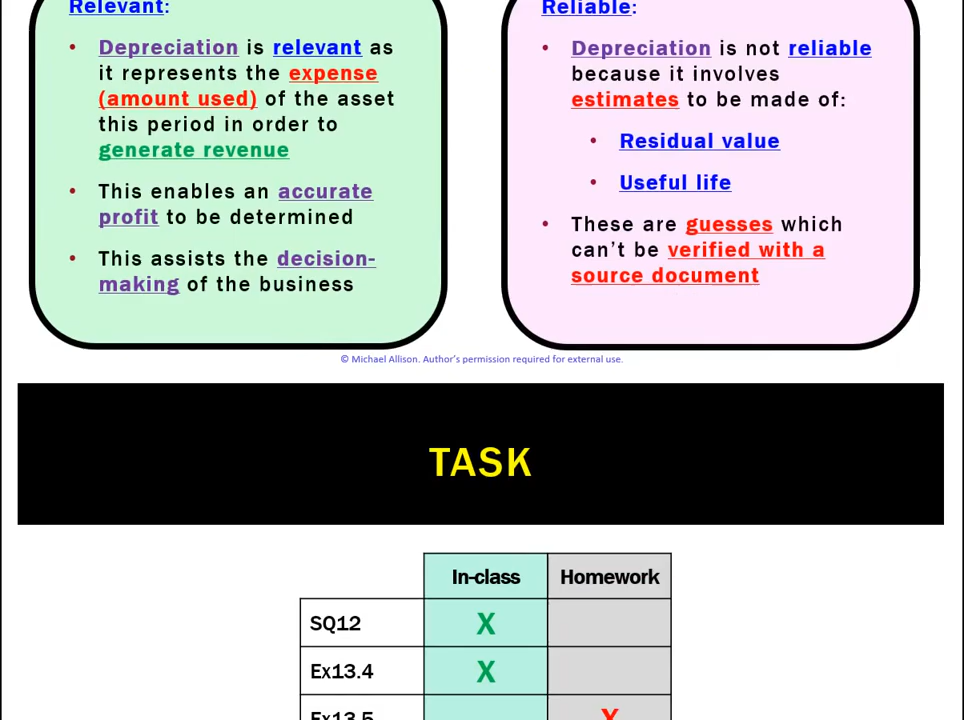 Relevant:
• Depreciation is relevant as
it represents the expense
(amount used) of the asset
this period in order to
generate revenue
• This enables an accurate
profit to be determined
• This assists the decision-
making of the business
Reliable:
• Depreciation is not reliable
because it involves
estimates to be made of:
• Residual value
• Useful life
• These are guesses which
can't be verified with a
source document
© Michael Allison. Author's permission required for external use.
TASK
In-class Homework
SQ12 X
Ex13.4 X
Ex13.5 X